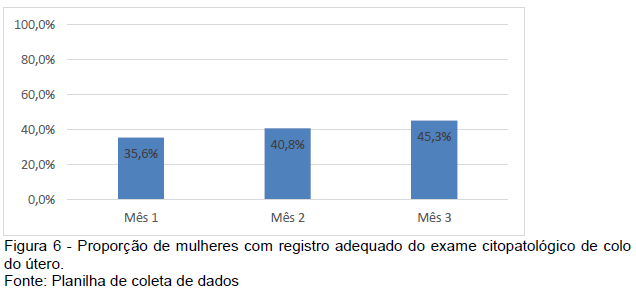 100,0%
80,0%
60,0%
40,0%
20,0%
0,0%
35,6%
40,8%
45,3%
Mês 1
Mês 2
Mês 3
Figura 6 - Proporção de mulheres com registro adequado do exame citopatológico de colo
do útero.
Fonte: Planilha de coleta de dados